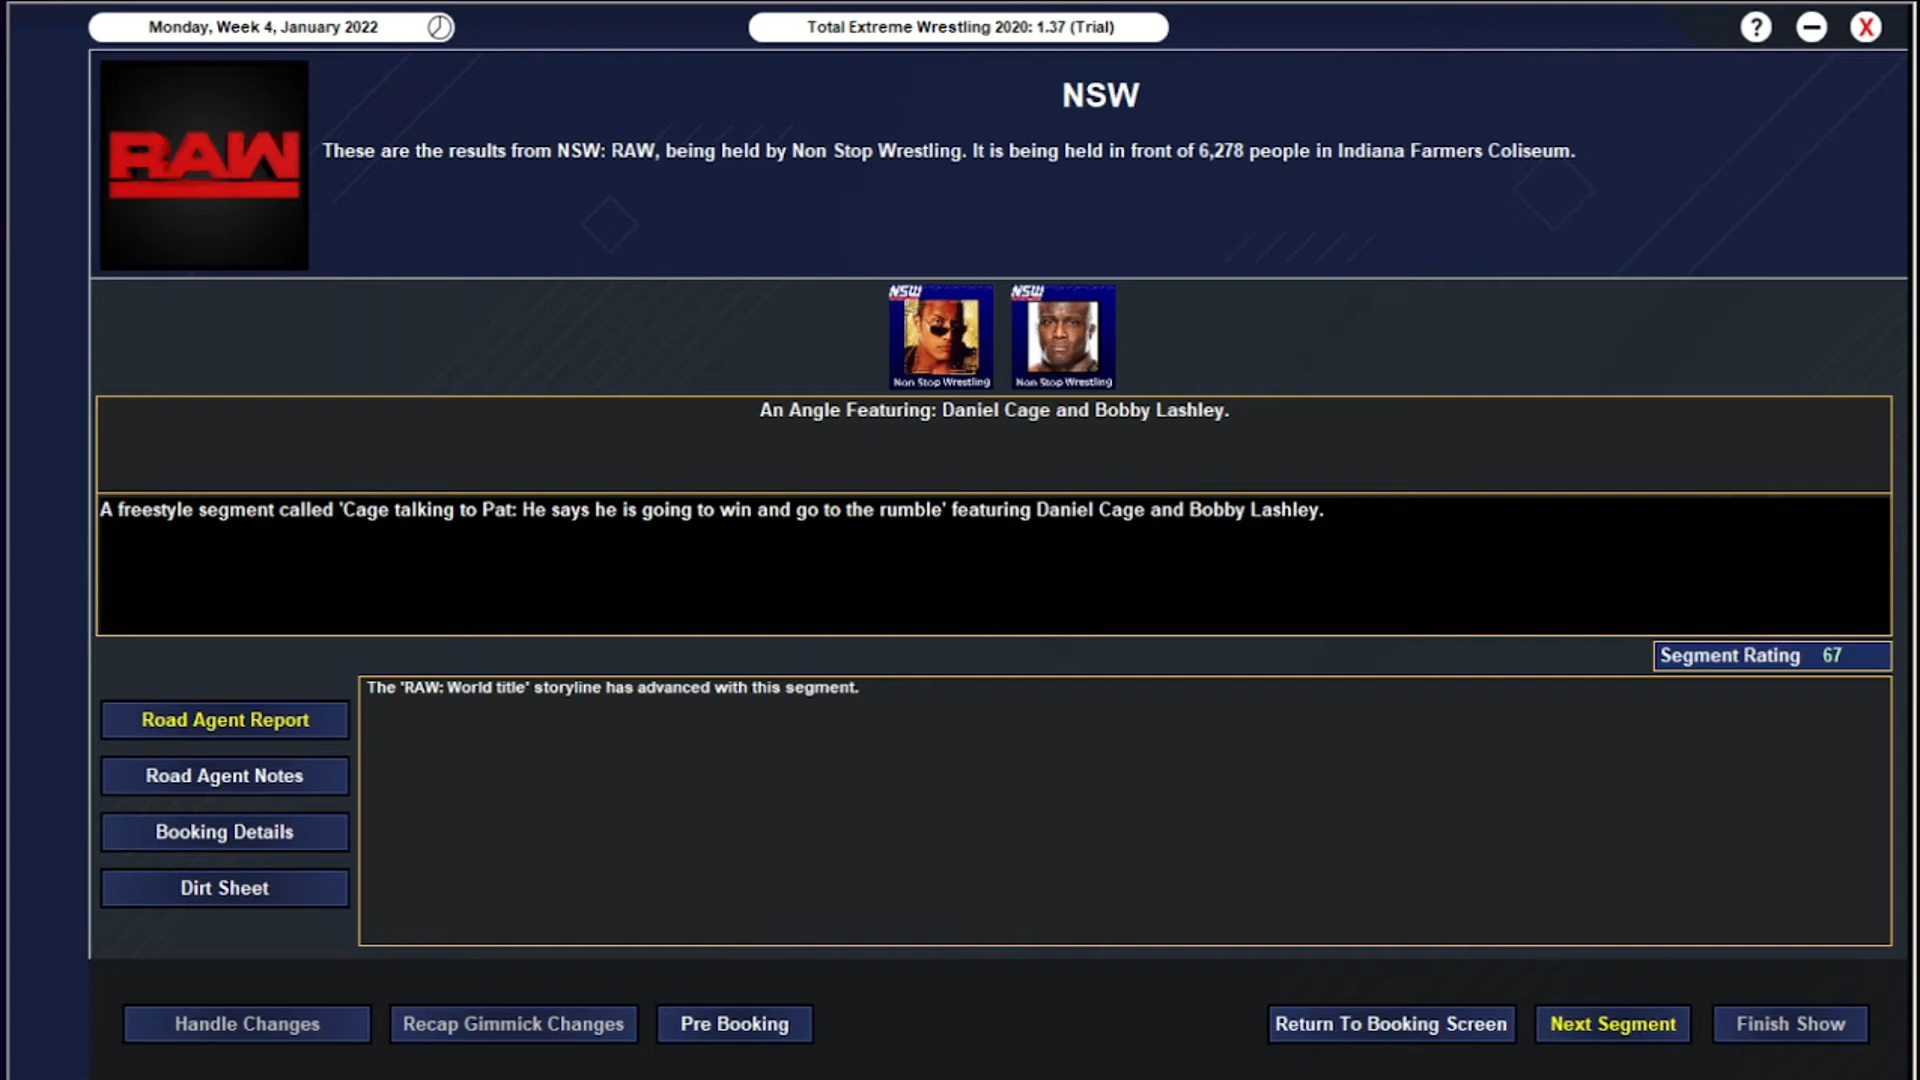 Monday, Week 4, January 2022
Total Extreme Wrestling 2020: 1.37 (Trial)
? X
RAW
NSW
These are the results from NSW: RAW, being held by Non Stop Wrestling. It is being held in front of 6,278 people in Indiana Farmers Coliseum.
NSW NSW
Non Stop Wrestling Non Stop Wrestling
An Angle Featuring: Daniel Cage and Bobby Lashley.
A freestyle segment called 'Cage talking to Pat: He says he is going to win and go to the rumble' featuring Daniel Cage and Bobby Lashley.
Segment Rating 67
The 'RAW: World title' storyline has advanced with this segment.
Road Agent Report
Road Agent Notes
Booking Details
Dirt Sheet
Handle Changes Recap Gimmick Changes Pre Booking Return To Booking Screen Next Segment Finish Show